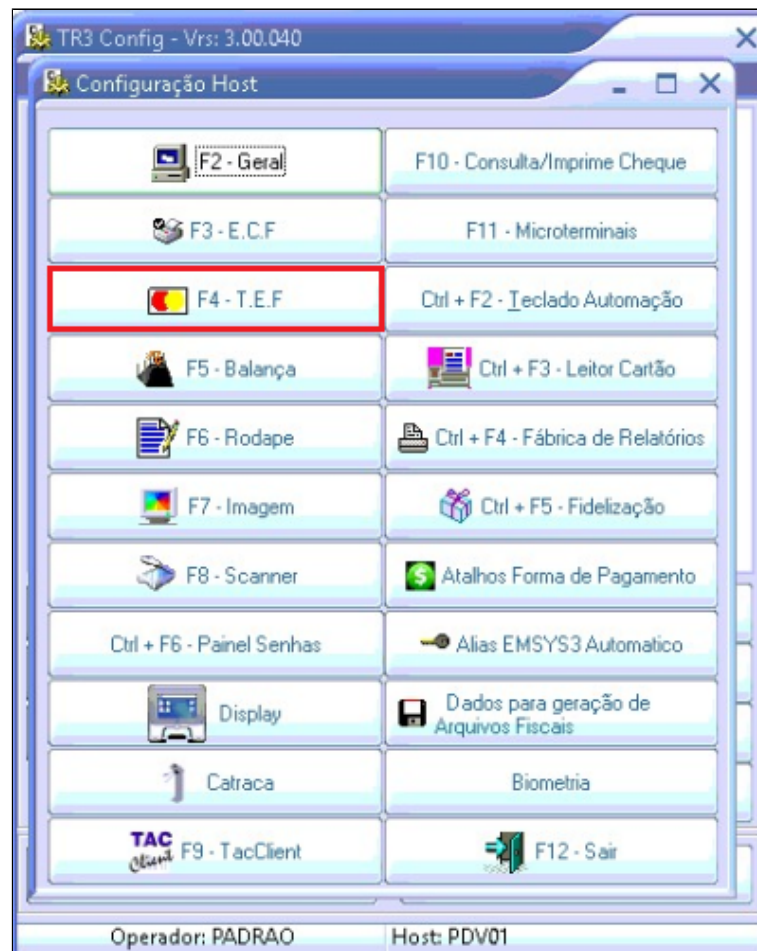 TR3 Config - Vrs: 3.00.040
Configuração Host
F2 - Geral
F10 - Consulta/Imprime Cheque
F3 - E.C.F
F11 - Microterminais
F4 - T.E.F
Ctrl + F2 - Teclado Automação
F5 - Balança
Ctrl + F3 - Leitor Cartão
F6 - Rodape
Ctrl + F4 - Fábrica de Relatórios
F7 - Imagem
Ctrl + F5 - Fidelização
F8 - Scanner
Atalhos Forma de Pagamento
Ctrl + F6 - Painel Senhas
Alias EMSYS3 Automatico
Display
Dados para geração de
Arquivos Fiscais
Catraca
Biometria
TAC
Client
F9 - TacClient
F12 - Sair
Operador: PADRAO
Host: PDV01